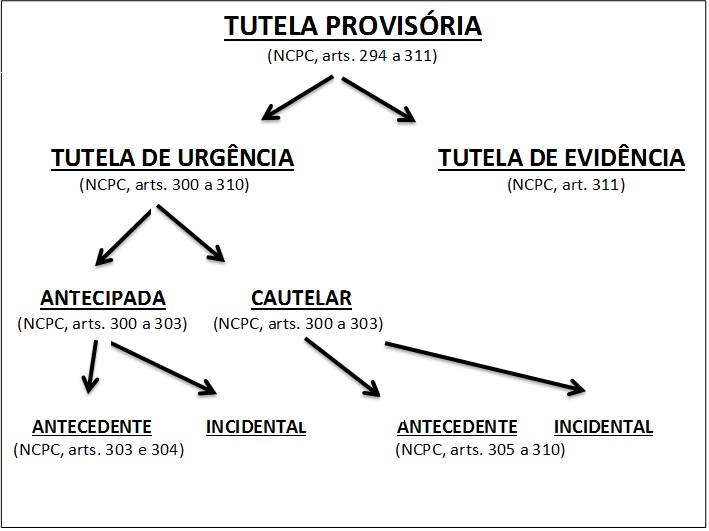 TUTELA PROVISÓRIA
(NCPC, arts. 294 a 311)
TUTELA DE URGÊNCIA
(NCPC, arts. 300 a 310)
TUTELA DE EVIDÊNCIA
(NCPC, art. 311)
ANTECIPADA
(NCPC, arts. 300 a 303)
CAUTELAR
(NCPC, arts. 300 a 303)
ANTECEDENTE
(NCPC, arts. 303 e 304)
INCIDENTAL
ANTECEDENTE
(NCPC, arts. 305 a 310)
INCIDENTAL